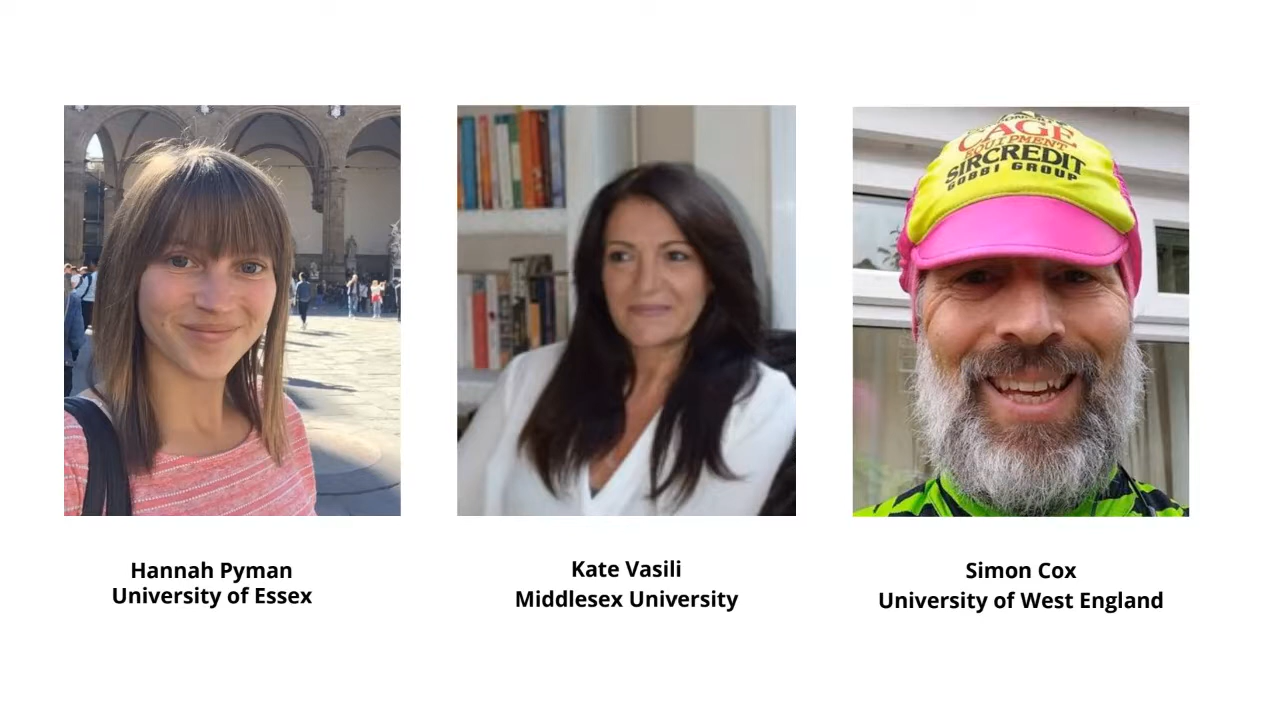 CAGE
EQUIPMENT
SIRCREDIT
GOBBI GROUP
Hannah Pyman
University of Essex
Kate Vasili
Middlesex University
Simon Cox
University of West England